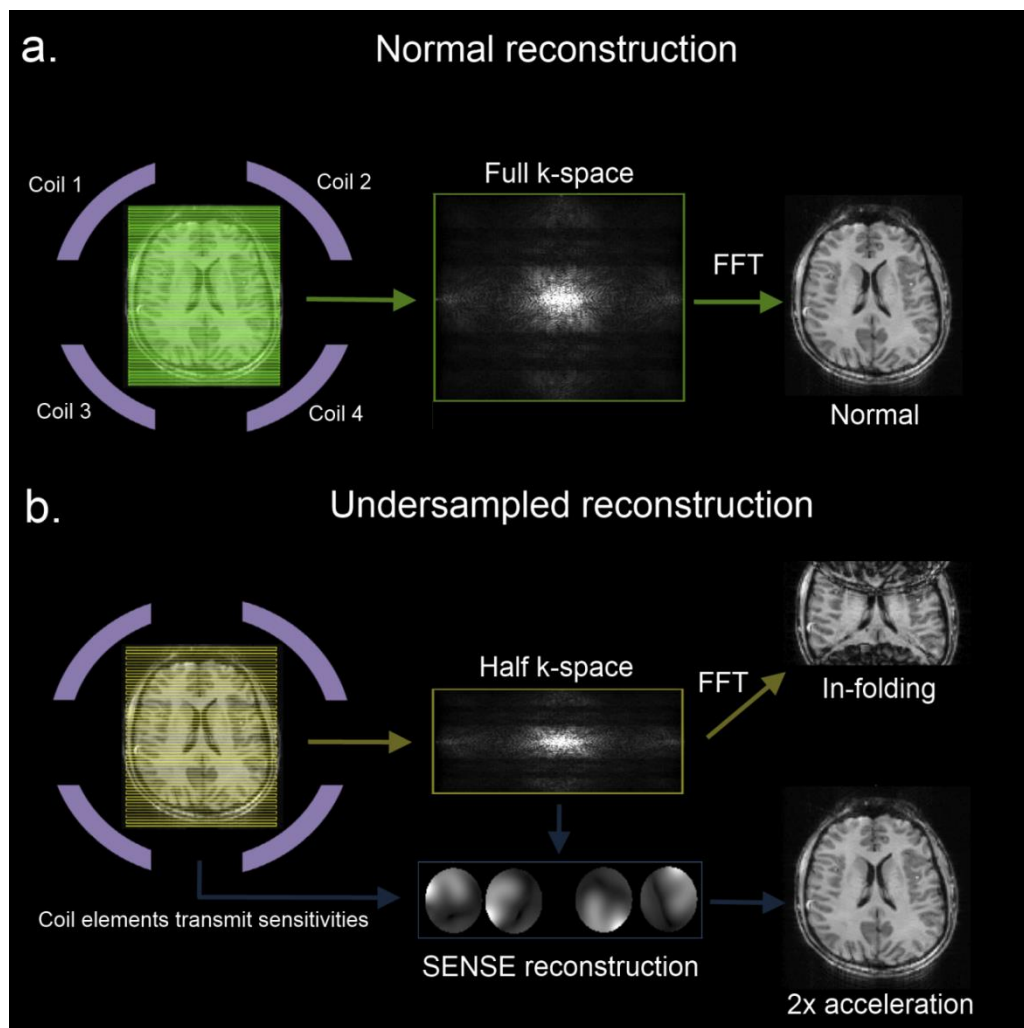 a.
Normal reconstruction
Coil 1
Coil 2
Full k-space
FFT
Coil 3
Coil 4
Normal
b.
Undersampled reconstruction
Half k-space
FFT
In-folding
Coil elements transmit sensitivities
SENSE reconstruction
2x acceleration